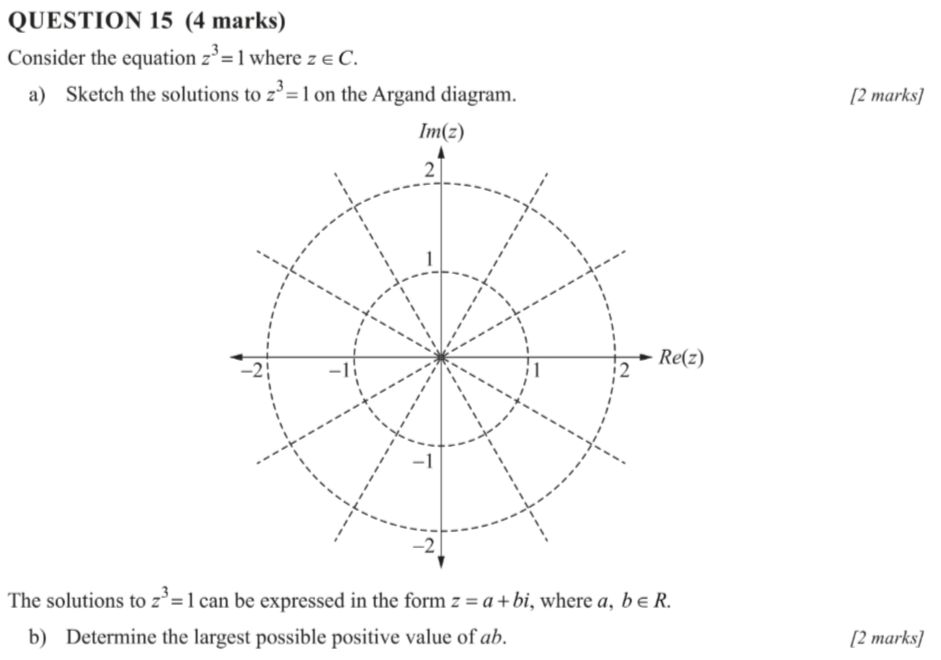 QUESTION 15 (4 marks)
Consider the equation z³ = 1 where z ∈ C.
a) Sketch the solutions to z³ = 1 on the Argand diagram. [2 marks]
Im(z)
2
1
–2 –1 1 2 Re(z)
–1
–2
The solutions to z³ = 1 can be expressed in the form z = a + bi, where a, b ∈ R.
b) Determine the largest possible positive value of ab. [2 marks]